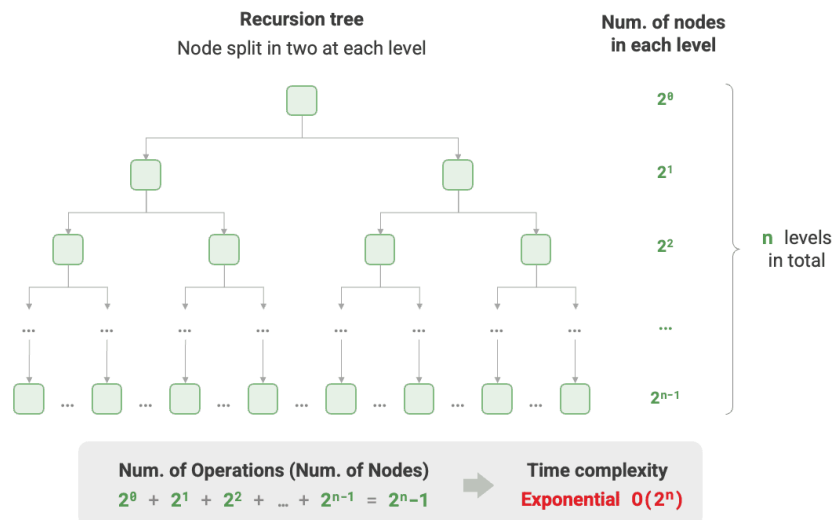 Recursion tree
Node split in two at each level
Num. of nodes
in each level
2⁰
2¹
2²
n levels
in total
... ... ... ... ... ... ... ... ...
... ... ... ... ... ... ... 2ⁿ⁻¹
Num. of Operations (Num. of Nodes)
2⁰ + 2¹ + 2² + … + 2ⁿ⁻¹ = 2ⁿ−1
Time complexity
Exponential O(2ⁿ)